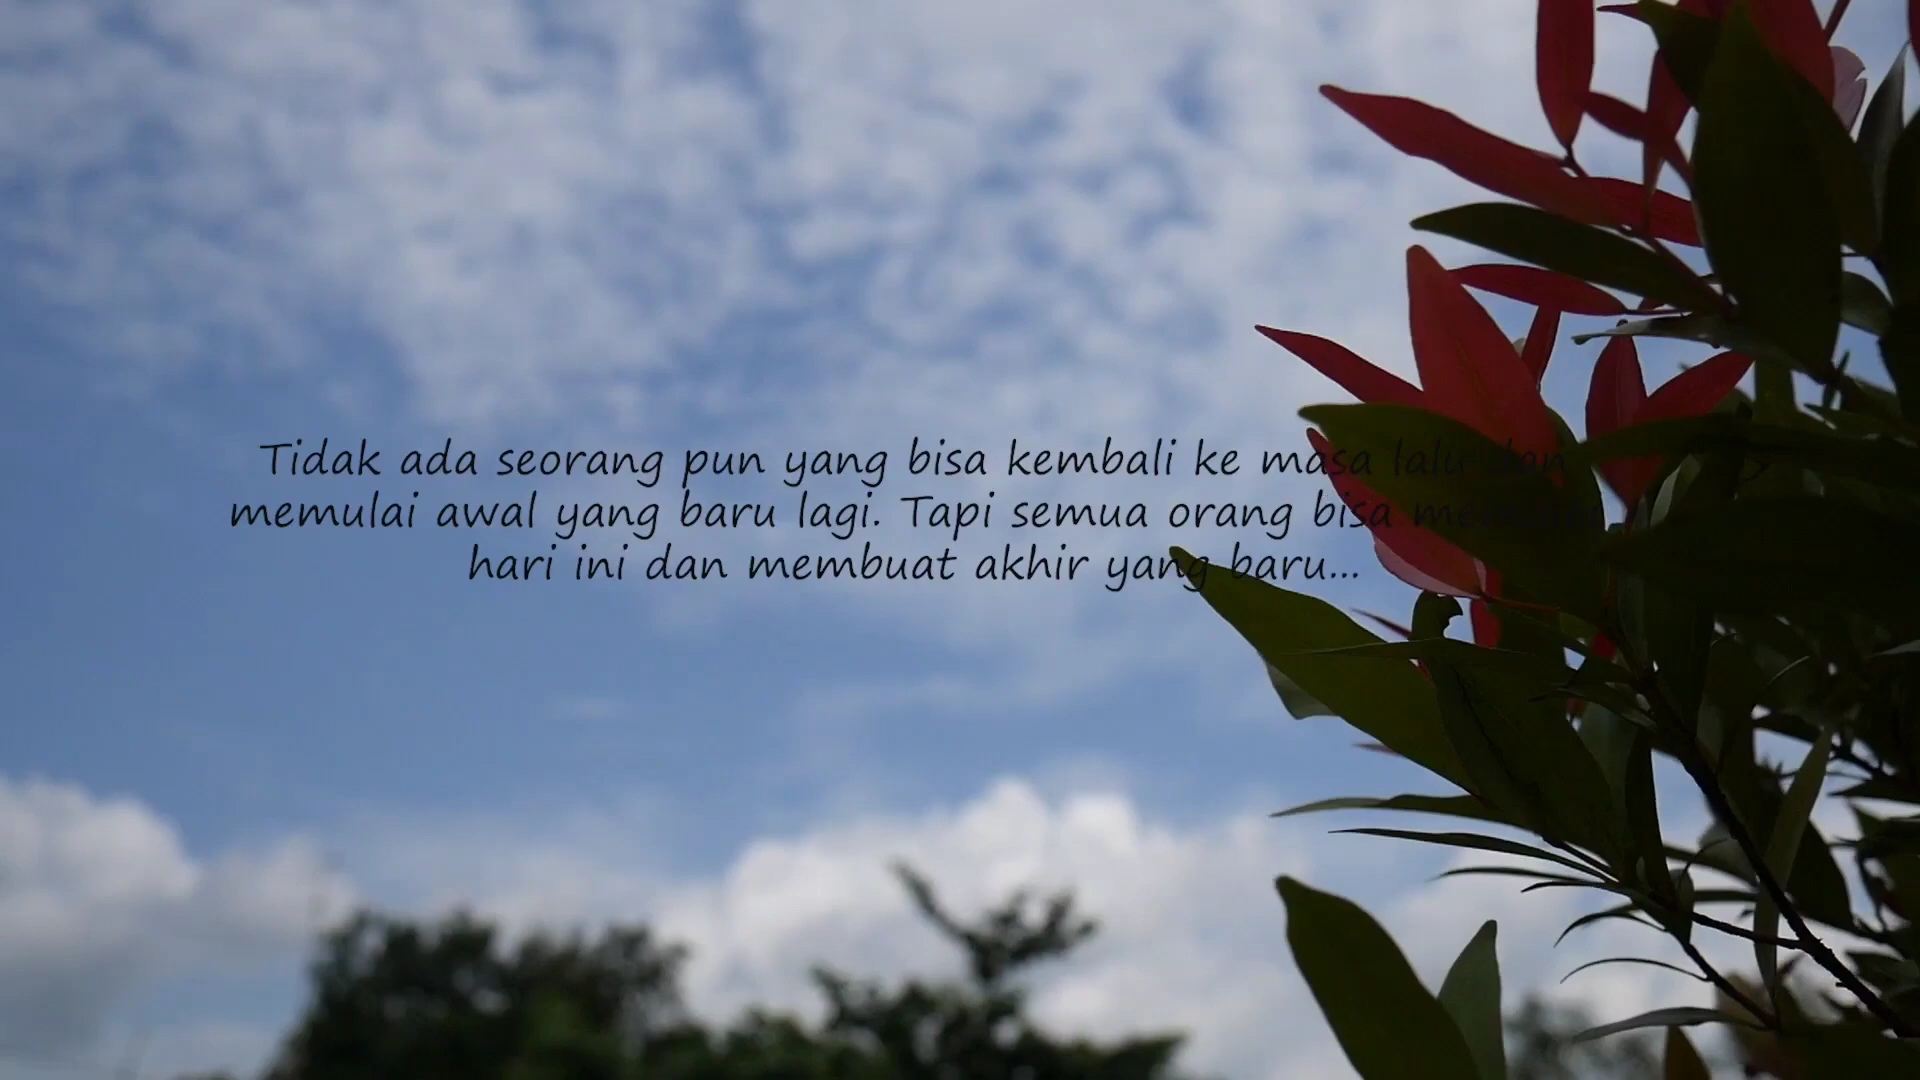 Tidak ada seorang pun yang bisa kembali ke masa lalu dan
memulai awal yang baru lagi. Tapi semua orang bisa
hari ini dan membuat akhir yang baru...